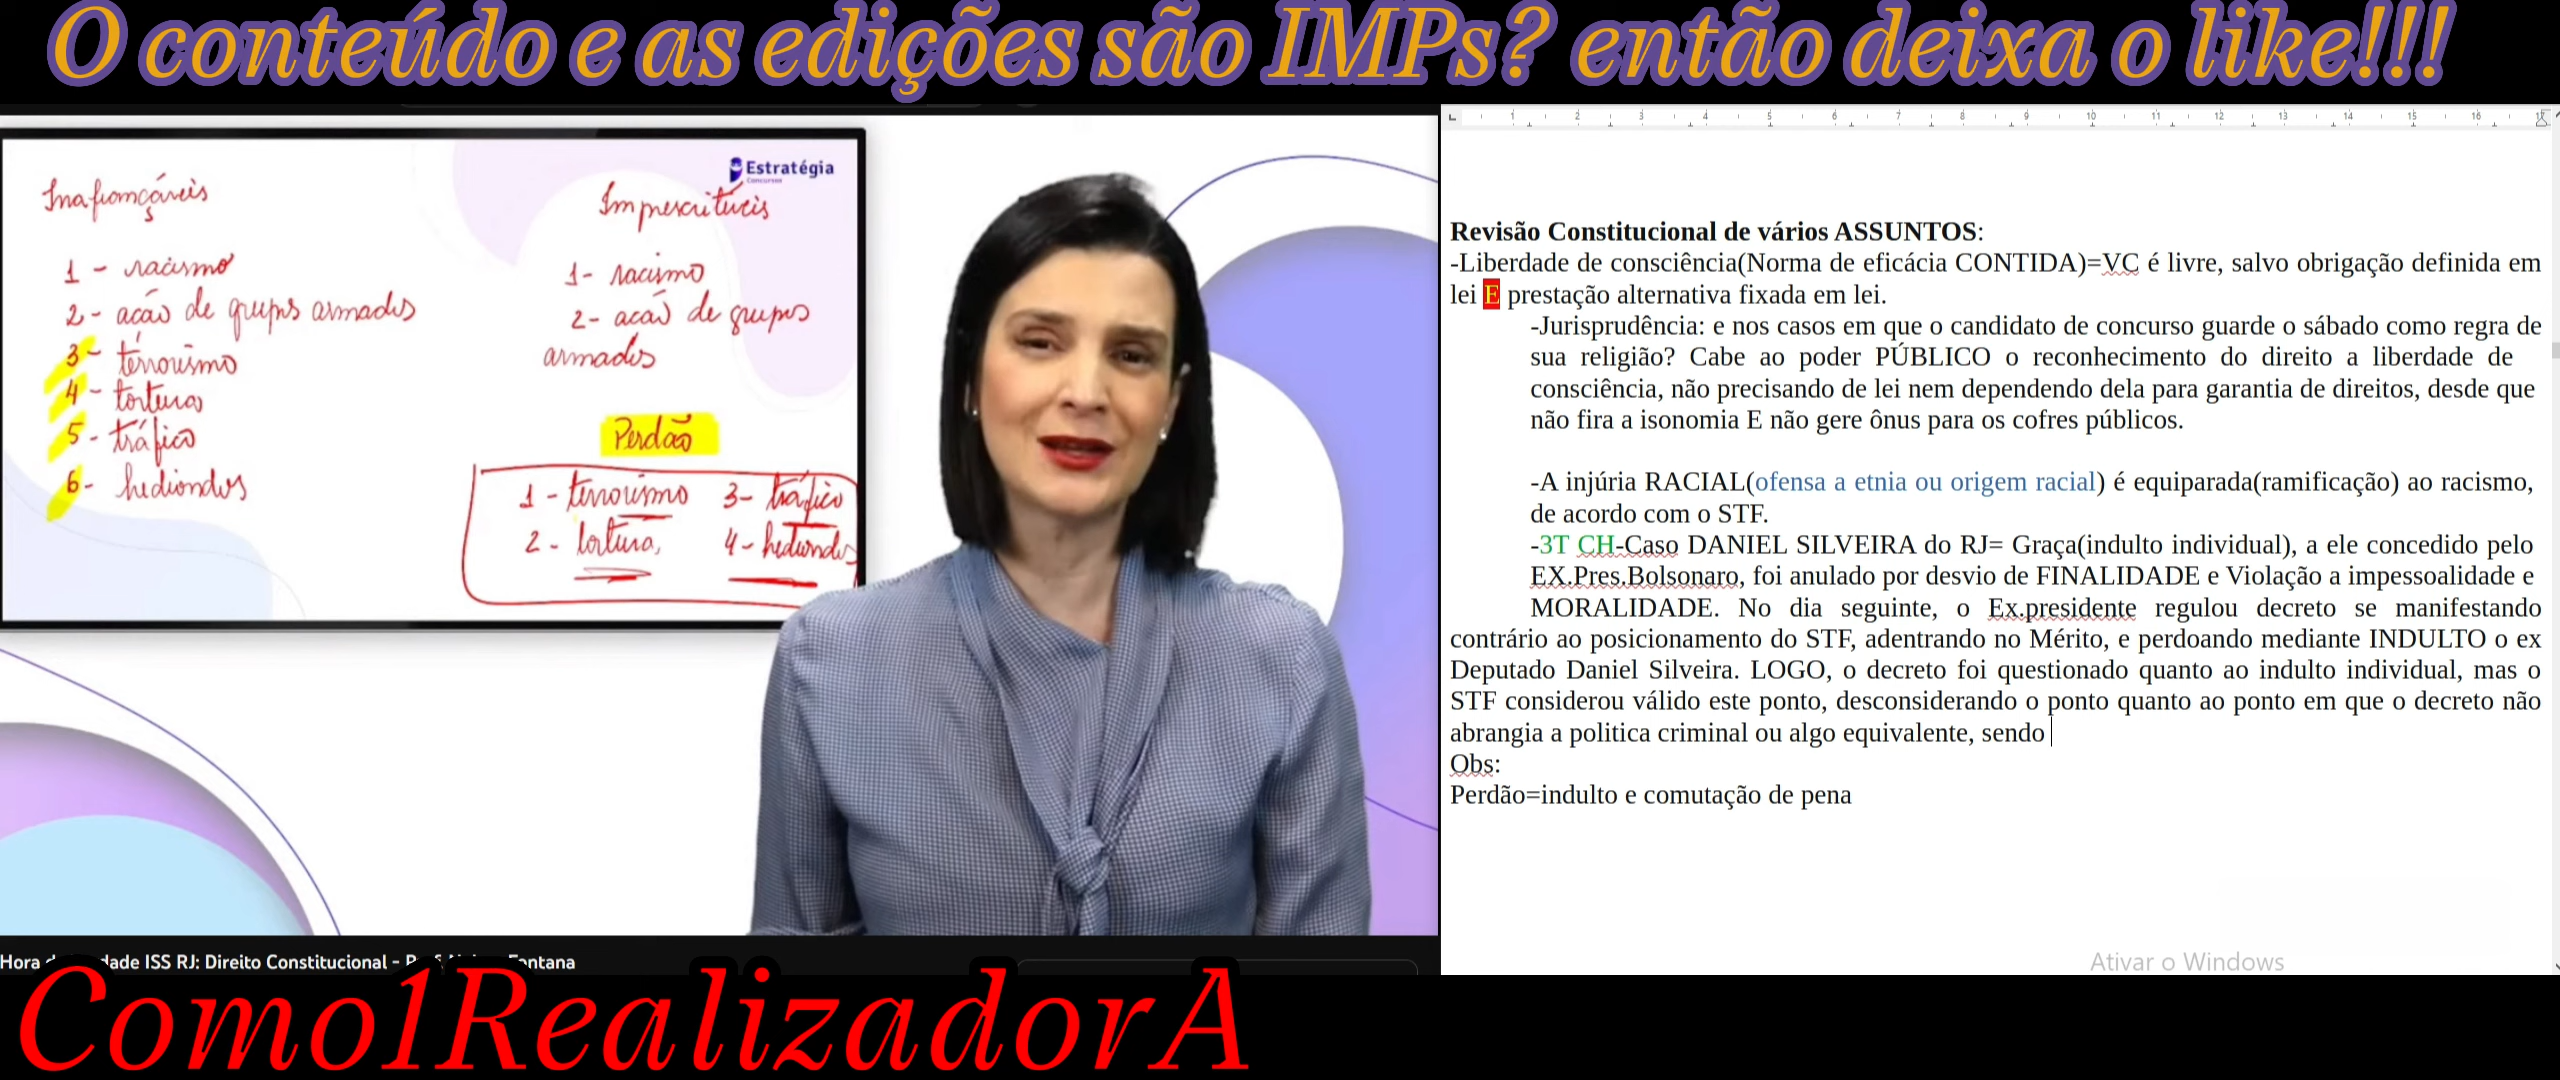 O conteúdo e as edições são IMPs? então deixa o like!!!
Estratégia
Concursos
Inafiançáveis
1 - racismo
2 - ação de grupos armados
3 - terrorismo
4 - tortura
5 - tráfico
6 - hediondos
Imprescritíveis
1 - racismo
2 - ação de grupos
armados
Perdão
1 - terrorismo 3 - tráfico
2 - tortura, 4 - hediondos
Hora ade ISS RJ: Direito Constitucional - Fontana
Revisão Constitucional de vários ASSUNTOS:
-Liberdade de consciência(Norma de eficácia CONTIDA)=VC é livre, salvo obrigação definida em
lei E prestação alternativa fixada em lei.
-Jurisprudência: e nos casos em que o candidato de concurso guarde o sábado como regra de
sua religião? Cabe ao poder PÚBLICO o reconhecimento do direito a liberdade de
consciência, não precisando de lei nem dependendo dela para garantia de direitos, desde que
não fira a isonomia E não gere ônus para os cofres públicos.
-A injúria RACIAL(ofensa a etnia ou origem racial) é equiparada(ramificação) ao racismo,
de acordo com o STF.
-3T CH-Caso DANIEL SILVEIRA do RJ= Graça(indulto individual), a ele concedido pelo
EX.Pres.Bolsonaro, foi anulado por desvio de FINALIDADE e Violação a impessoalidade e
MORALIDADE. No dia seguinte, o Ex.presidente regulou decreto se manifestando
contrário ao posicionamento do STF, adentrando no Mérito, e perdoando mediante INDULTO o ex
Deputado Daniel Silveira. LOGO, o decreto foi questionado quanto ao indulto individual, mas o
STF considerou válido este ponto, desconsiderando o ponto quanto ao ponto em que o decreto não
abrangia a politica criminal ou algo equivalente, sendo
Obs:
Perdão=indulto e comutação de pena
Ativar o Windows
Como1RealizadorA